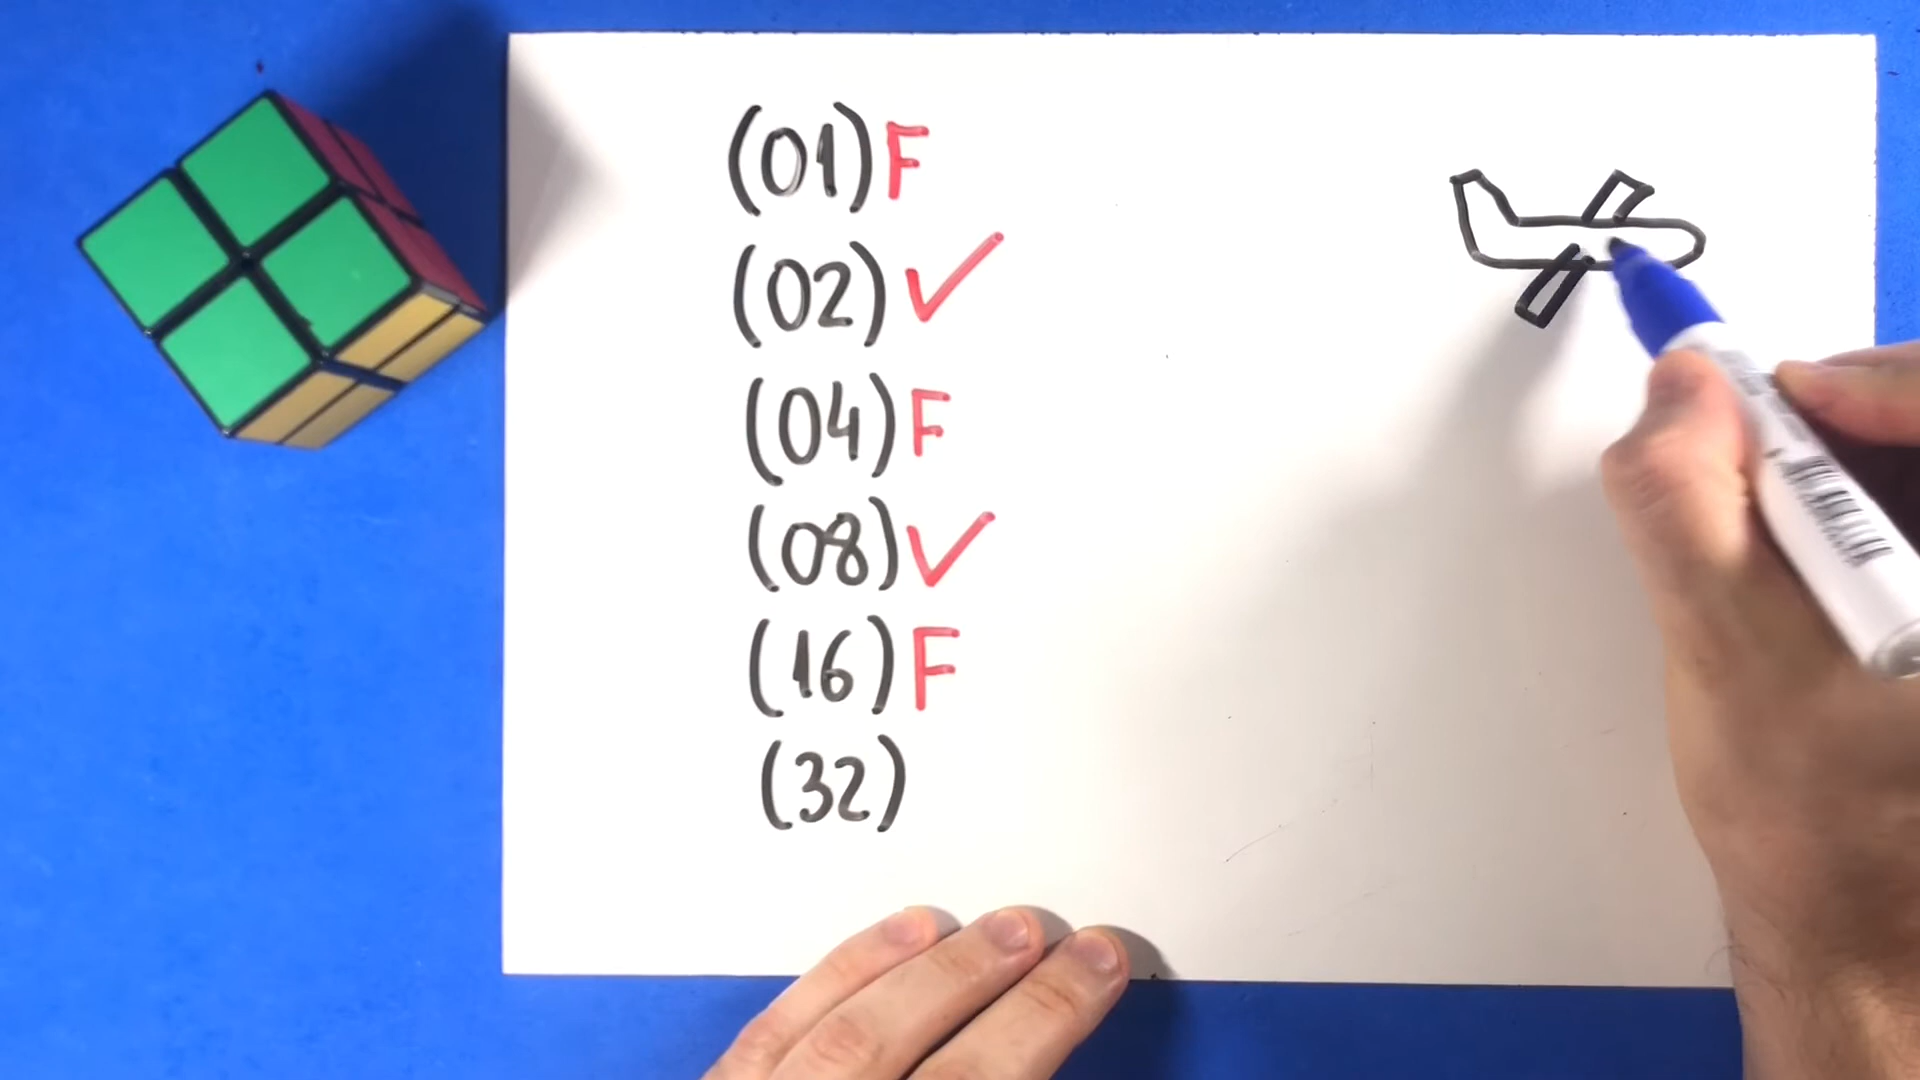 (01) F
(02) ✓
(04) F
(08) ✓
(16) F
(32)